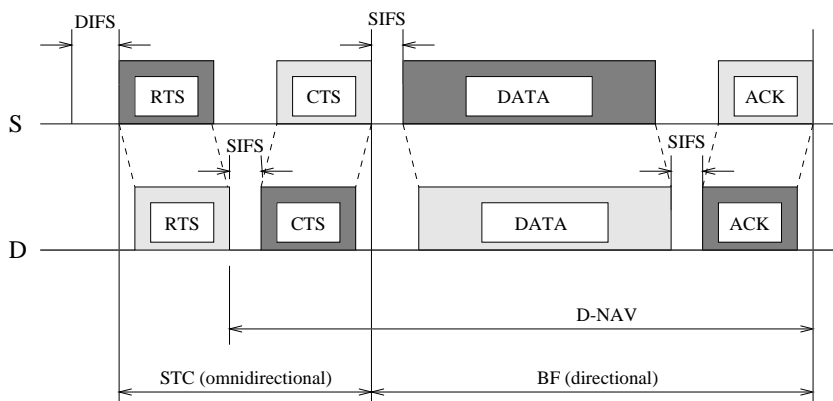 DIFS
SIFS
RTS
CTS
DATA
ACK
S
SIFS
SIFS
RTS
CTS
DATA
ACK
D
D-NAV
STC (omnidirectional)
BF (directional)